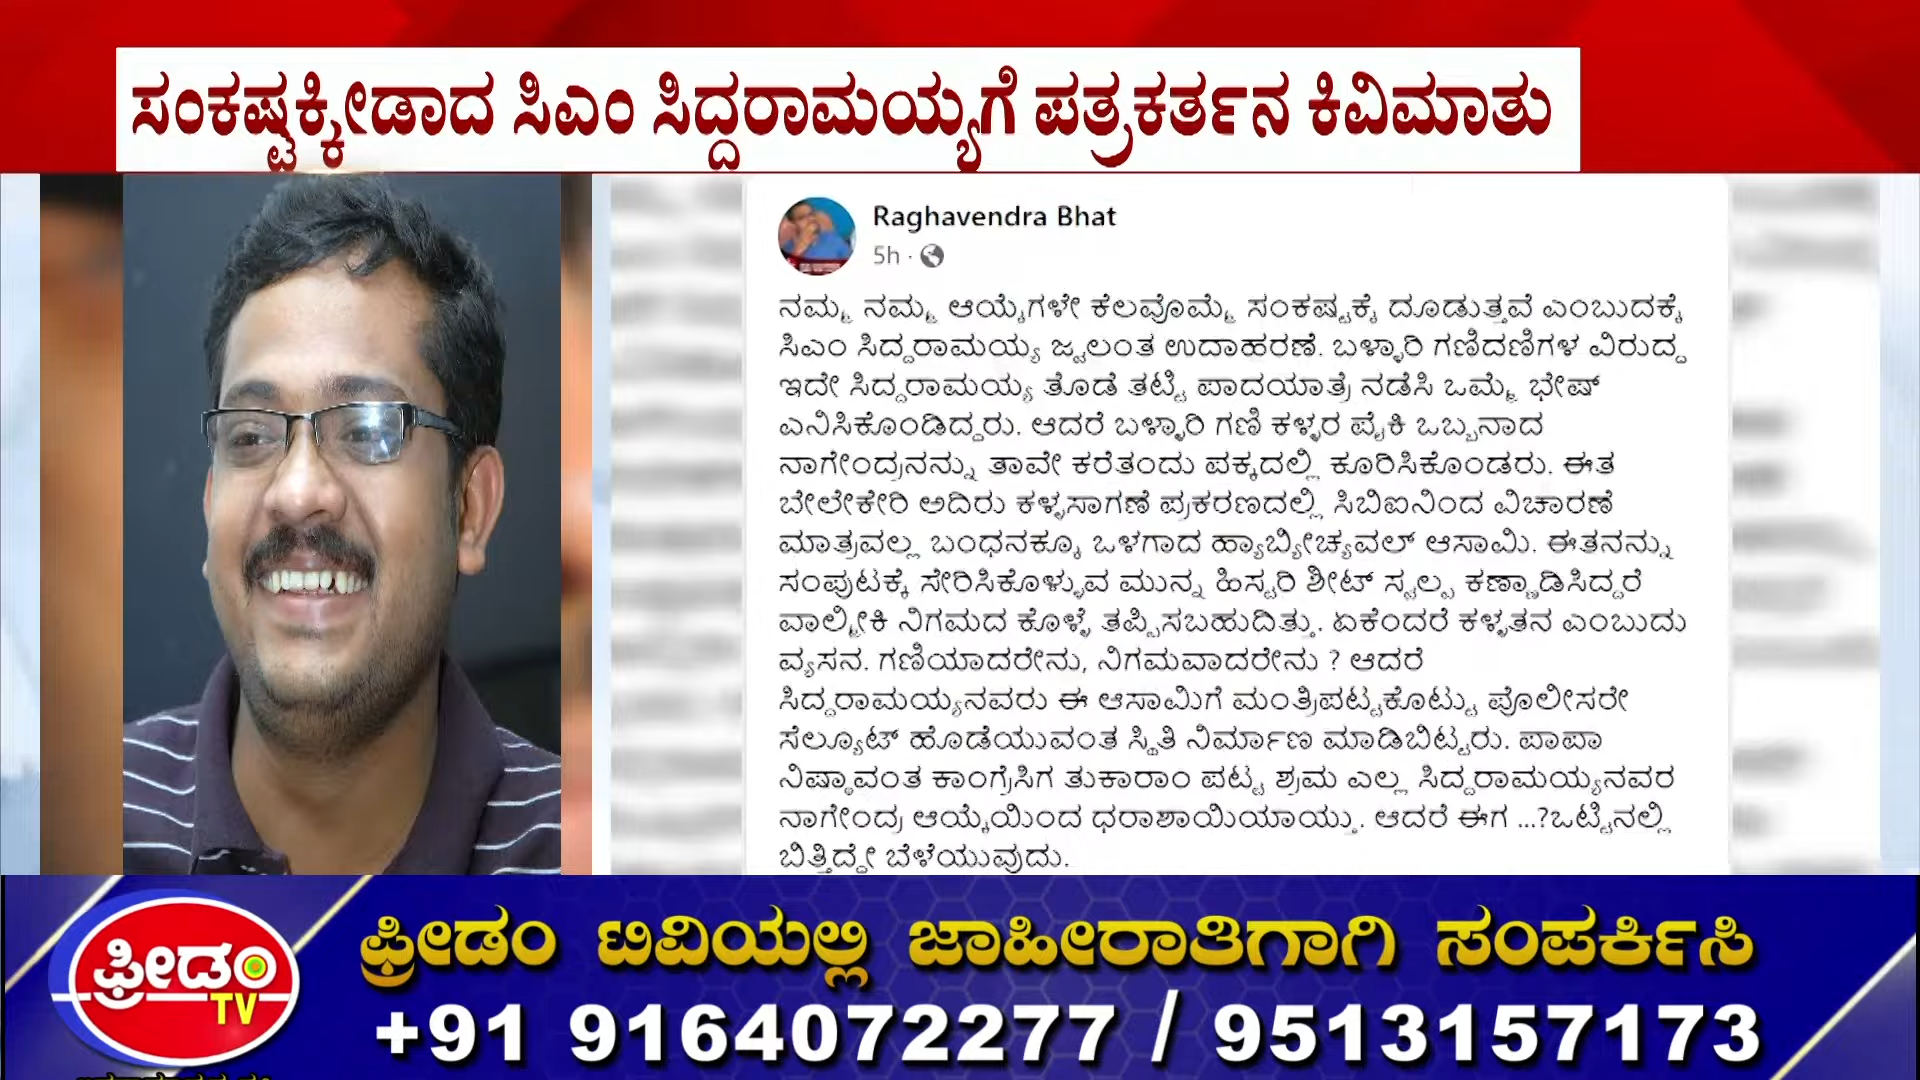 ಸಂಕಷ್ಟಕ್ಕೀಡಾದ ಸಿಎಂ ಸಿದ್ದರಾಮಯ್ಯಗೆ ಪತ್ರಕರ್ತನ ಕಿವಿಮಾತು
Raghavendra Bhat
5h ·
ನಮ್ಮ ನಮ್ಮ ಆಯ್ಕೆಗಳೇ ಕೆಲವೊಮ್ಮೆ ಸಂಕಷ್ಟಕ್ಕೆ ದೂಡುತ್ತವೆ ಎಂಬುದಕ್ಕೆ
ಸಿಎಂ ಸಿದ್ದರಾಮಯ್ಯ ಜ್ವಲಂತ ಉದಾಹರಣೆ. ಬಳ್ಳಾರಿ ಗಣಿದಣಿಗಳ ವಿರುದ್ಧ
ಇದೇ ಸಿದ್ದರಾಮಯ್ಯ ತೊಡೆ ತಟ್ಟಿ ಪಾದಯಾತ್ರೆ ನಡೆಸಿ ಒಮ್ಮೆ ಭೇಷ್
ಎನಿಸಿಕೊಂಡಿದ್ದರು. ಆದರೆ ಬಳ್ಳಾರಿ ಗಣಿ ಕಳ್ಳರ ಪೈಕಿ ಒಬ್ಬನಾದ
ನಾಗೇಂದ್ರನನ್ನು ತಾವೇ ಕರೆತಂದು ಪಕ್ಕದಲ್ಲಿ ಕೂರಿಸಿಕೊಂಡರು. ಈತ
ಬೇಲೇಕೇರಿ ಅದಿರು ಕಳ್ಳಸಾಗಣೆ ಪ್ರಕರಣದಲ್ಲಿ ಸಿಬಿಐನಿಂದ ವಿಚಾರಣೆ
ಮಾತ್ರವಲ್ಲ ಬಂಧನಕ್ಕೂ ಒಳಗಾದ ಹ್ಯಾಬ್ಯೀಚ್ಯುವಲ್ ಆಸಾಮಿ. ಈತನನ್ನು
ಸಂಪುಟಕ್ಕೆ ಸೇರಿಸಿಕೊಳ್ಳುವ ಮುನ್ನ ಹಿಸ್ಟರಿ ಶೀಟ್ ಸ್ವಲ್ಪ ಕಣ್ಣಾಡಿಸಿದ್ದರೆ
ವಾಲ್ಮೀಕಿ ನಿಗಮದ ಕೊಳ್ಳೆ ತಪ್ಪಿಸಬಹುದಿತ್ತು. ಏಕೆಂದರೆ ಕಳ್ಳತನ ಎಂಬುದು
ವ್ಯಸನ. ಗಣಿಯಾದರೇನು, ನಿಗಮವಾದರೇನು ? ಆದರೆ
ಸಿದ್ದರಾಮಯ್ಯನವರು ಈ ಆಸಾಮಿಗೆ ಮಂತ್ರಿಪಟ್ಟಕೊಟ್ಟು ಪೊಲೀಸರೇ
ಸೆಲ್ಯೂಟ್ ಹೊಡೆಯುವಂತ ಸ್ಥಿತಿ ನಿರ್ಮಾಣ ಮಾಡಿಬಿಟ್ಟರು. ಪಾಪಾ
ನಿಷ್ಠಾವಂತ ಕಾಂಗ್ರೆಸಿಗ ತುಕಾರಾಂ ಪಟ್ಟ ಶ್ರಮ ಎಲ್ಲ ಸಿದ್ದರಾಮಯ್ಯನವರ
ನಾಗೇಂದ್ರ ಆಯ್ಕೆಯಿಂದ ಧರಾಶಾಯಿಯಾಯ್ತು. ಆದರೆ ಈಗ ...?ಒಟ್ಟಿನಲ್ಲಿ
ಬಿತ್ತಿದ್ದೇ ಬೆಳೆಯುವುದು.
ಫ್ರೀಡಂ TV
ಫ್ರೀಡಂ ಟಿವಿಯಲ್ಲಿ ಜಾಹೀರಾತಿಗಾಗಿ ಸಂಪರ್ಕಿಸಿ
+91 9164072277 / 9513157173